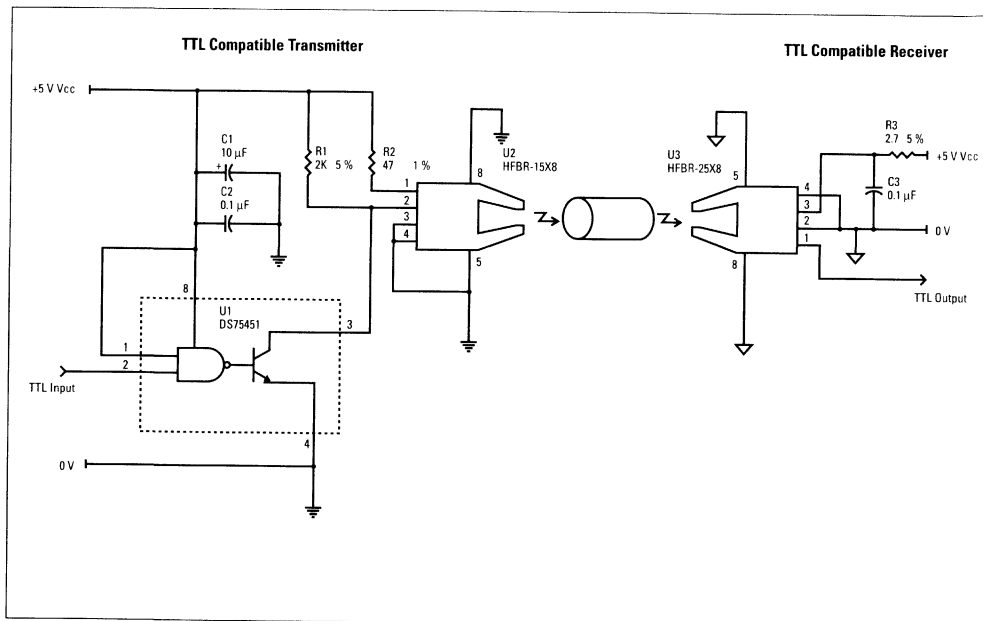 TTL Compatible Transmitter
TTL Compatible Receiver
+5 V Vcc
C1
10 µF
+
C2
0.1 µF
R1
2K 5 %
R2
47 1 %
1
2
3
4
8
5
U2
HFBR-15X8
U3
HFBR-25X8
5
8
4
3
2
1
R3
2.7 5 %
+5 V Vcc
C3
0.1 µF
0 V
TTL Output
8
U1
DS75451
3
1
2
TTL Input
4
0 V